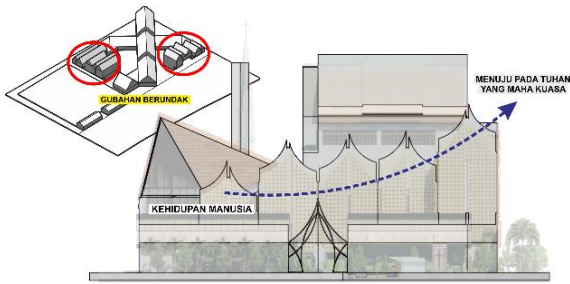 MENUJU PADA TUHAN
YANG MAHA KUASA
GUBAHAN BERUNDAK
KEHIDUPAN MANUSIA